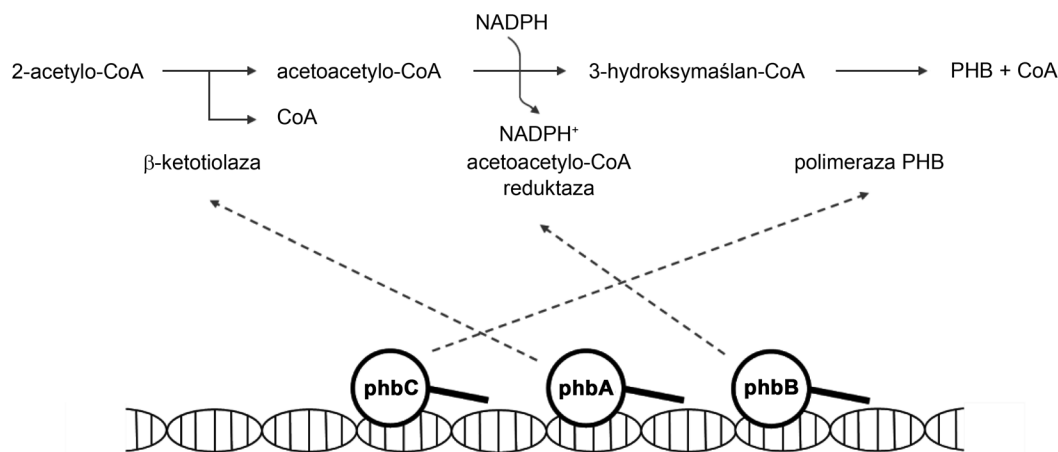 NADPH
2-acetylo-CoA acetoacetylo-CoA 3-hydroksymaślan-CoA PHB + CoA
CoA
NADPH⁺
β-ketotiolaza acetoacetylo-CoA polimeraza PHB
reduktaza
phbC phbA phbB